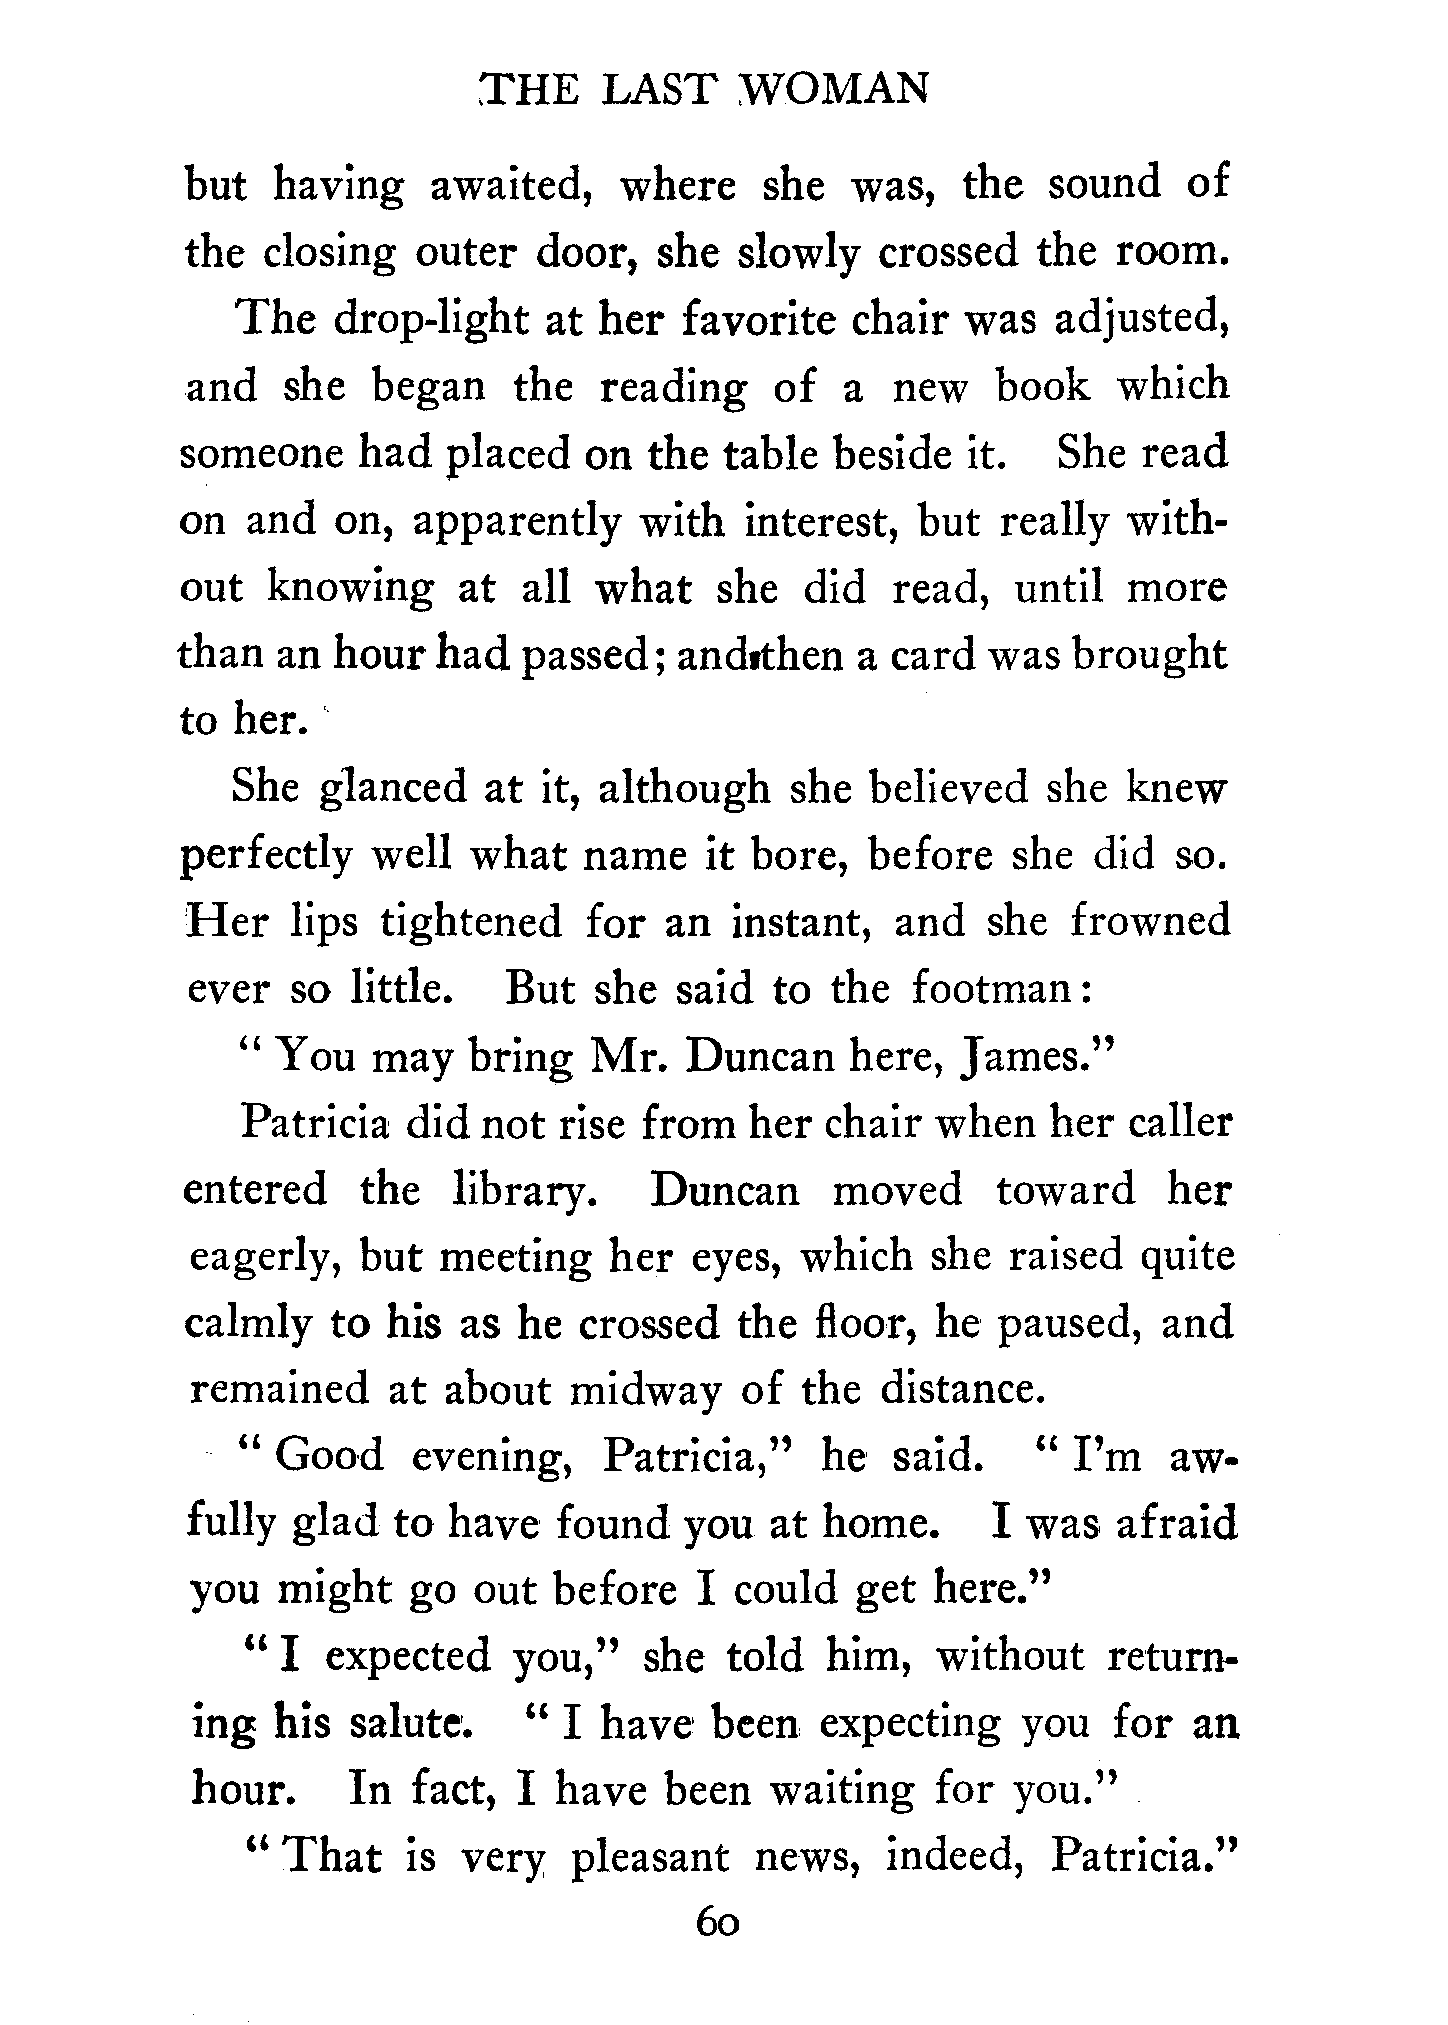 THE LAST WOMAN
but having awaited, where she was, the sound of
the closing outer door, she slowly crossed the room.
The drop-light at her favorite chair was adjusted,
and she began the reading of a new book which
someone had placed on the table beside it. She read
on and on, apparently with interest, but really with-
out knowing at all what she did read, until more
than an hour had passed; and then a card was brought
to her.
She glanced at it, although she believed she knew
perfectly well what name it bore, before she did so.
Her lips tightened for an instant, and she frowned
ever so little. But she said to the footman:
"You may bring Mr. Duncan here, James."
Patricia did not rise from her chair when her caller
entered the library. Duncan moved toward her
eagerly, but meeting her eyes, which she raised quite
calmly to his as he crossed the floor, he paused, and
remained at about midway of the distance.
"Good evening, Patricia," he said. "I'm aw-
fully glad to have found you at home. I was afraid
you might go out before I could get here."
"I expected you," she told him, without return-
ing his salute. "I have been expecting you for an
hour. In fact, I have been waiting for you."
"That is very pleasant news, indeed, Patricia."
60